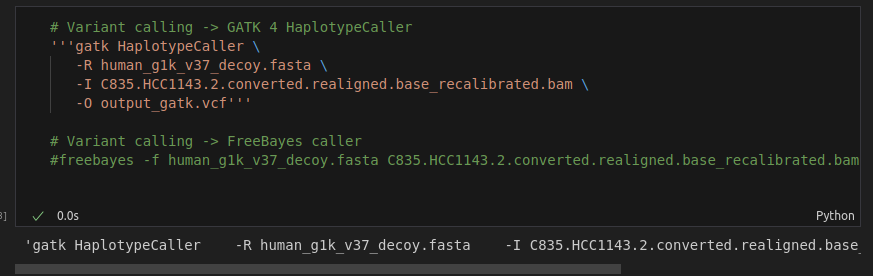 # Variant calling -> GATK 4 HaplotypeCaller
'''gatk HaplotypeCaller \
-R human_g1k_v37_decoy.fasta \
-I C835.HCC1143.2.converted.realigned.base_recalibrated.bam \
-O output_gatk.vcf'''
# Variant calling -> FreeBayes caller
#freebayes -f human_g1k_v37_decoy.fasta C835.HCC1143.2.converted.realigned.base_recalibrated.bam
]
0.0s
Python
'gatk HaplotypeCaller    -R human_g1k_v37_decoy.fasta    -I C835.HCC1143.2.converted.realigned.base_